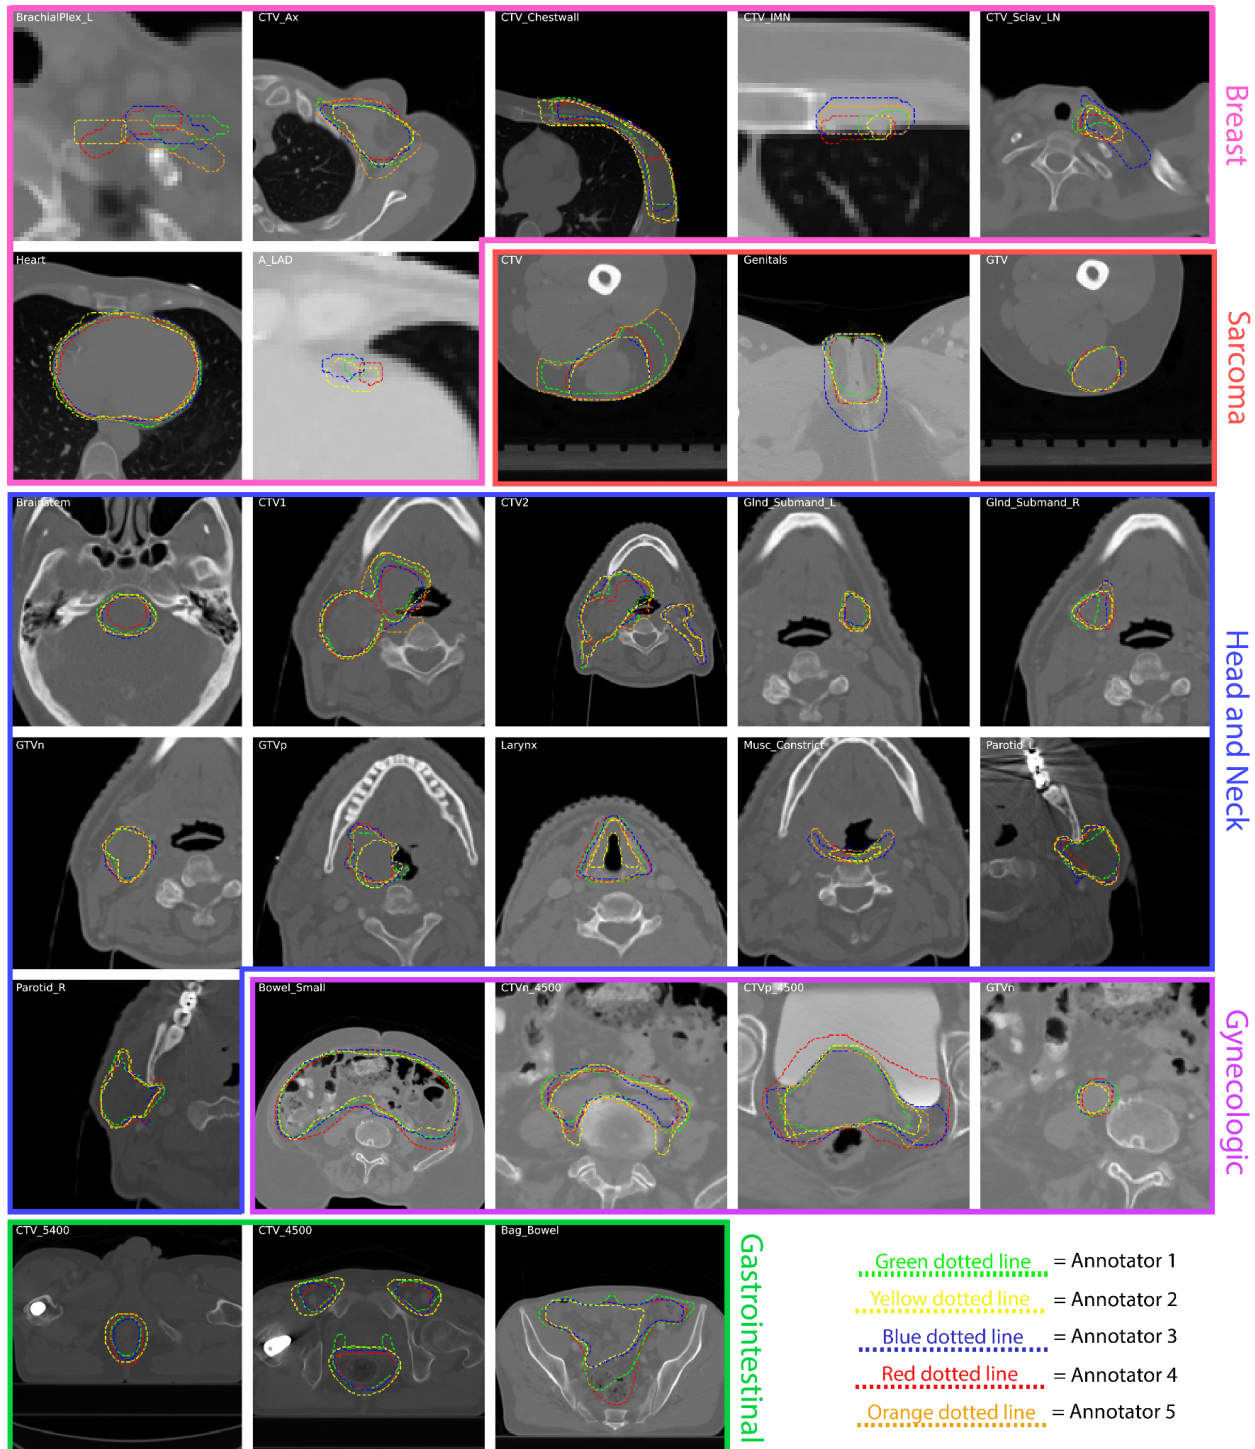 BrachialPlex_L
CTV_Ax
CTV_Chestwall
CTV_IMN
CTV_Sclav_LN
Breast
Heart
A_LAD
CTV
Genitals
GTV
Sarcoma
Brainstem
CTV1
CTV2
Glnd_Submand_L
Glnd_Submand_R
Head and Neck
GTVn
GTVp
Larynx
Musc_Constrict
Parotid_L
Parotid_R
Bowel_Small
CTVn_4500
CTVp_4500
GTVn
Gynecologic
CTV_5400
CTV_4500
Bag_Bowel
Gastrointestinal
Green dotted line = Annotator 1
Yellow dotted line = Annotator 2
Blue dotted line = Annotator 3
Red dotted line = Annotator 4
Orange dotted line = Annotator 5